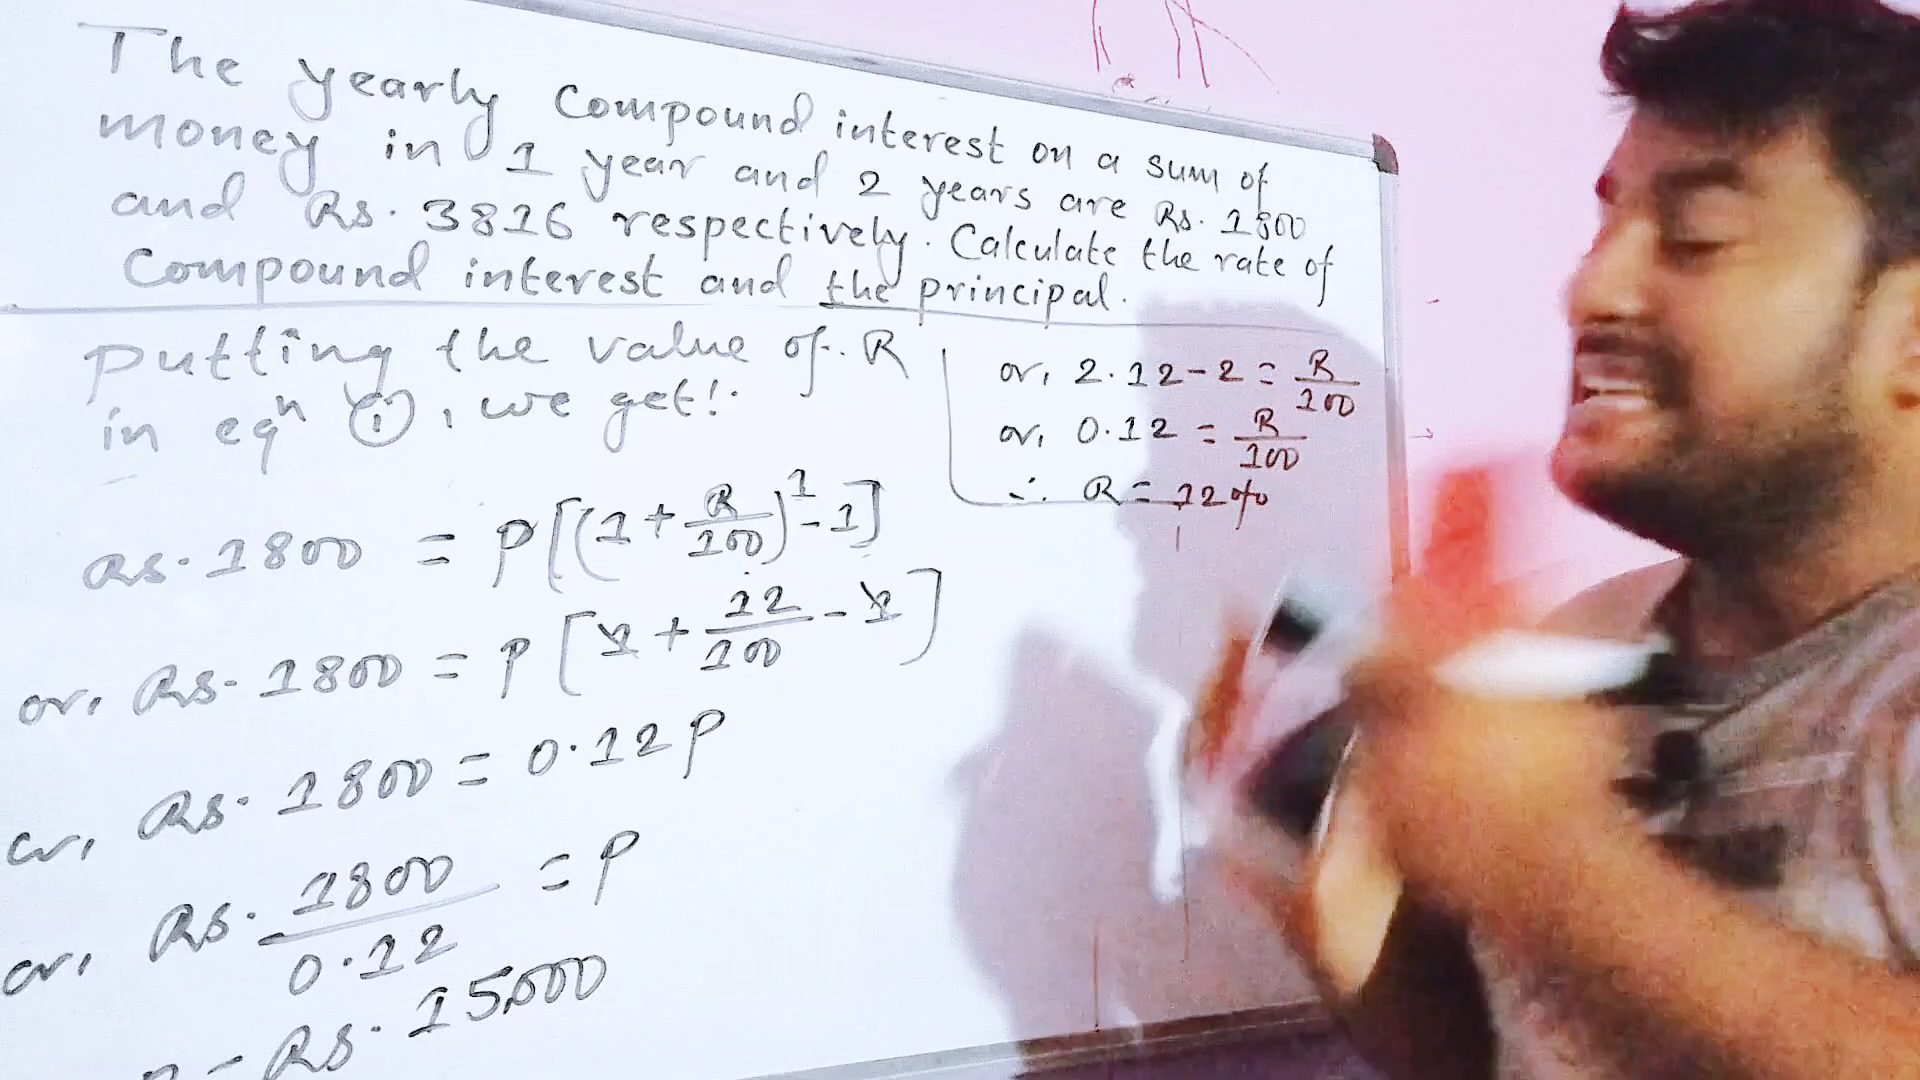 The yearly compound interest on a sum of
money in 1 year and 2 years are Rs. 1800
and Rs. 3816 respectively. Calculate the rate of
compound interest and the principal.
putting the value of R
in eqⁿ (i), we get!
Rs. 1800 = P[(1 + R/100)¹ - 1]
or, Rs. 1800 = P[1 + 12/100 - 1]
or, Rs. 1800 = 0.12 P
or, Rs. 1800/0.12 = P
= Rs. 15,000
or, 2.12 - 2 = R/100
or, 0.12 = R/100
∴ R = 12%